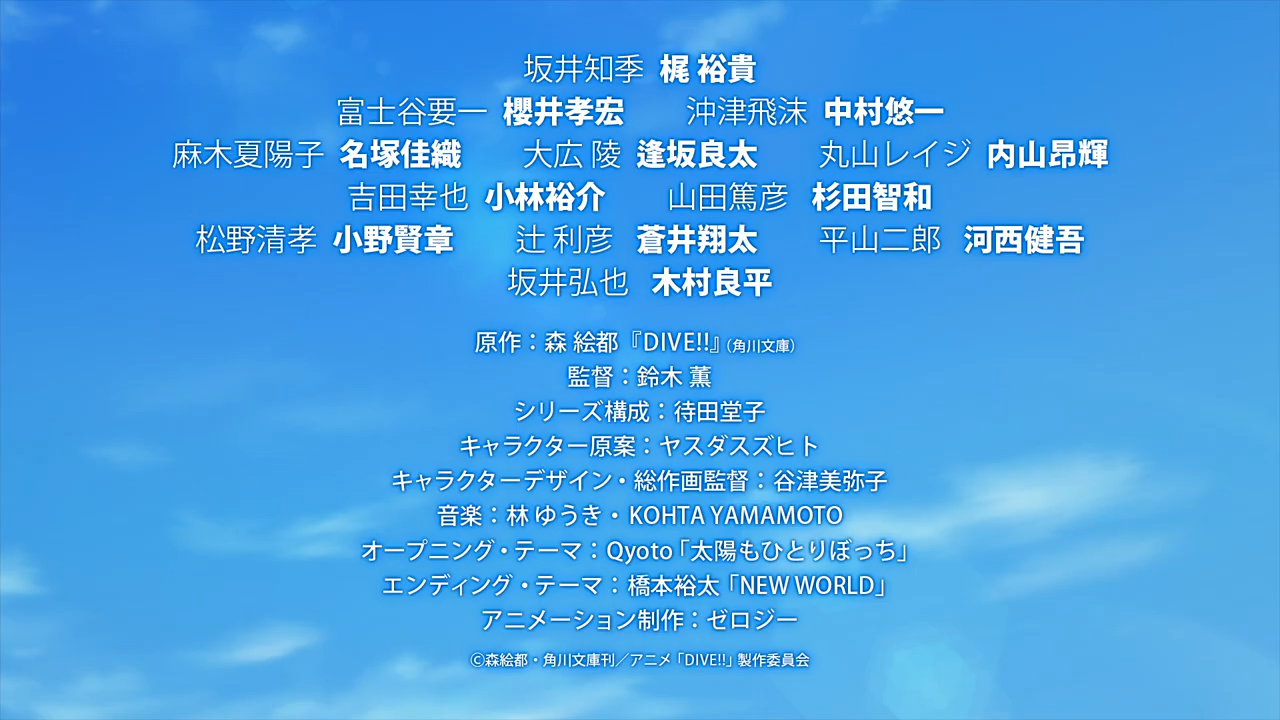 坂井知季 梶 裕貴
富士谷要一 櫻井孝宏 沖津飛沫 中村悠一
麻木夏陽子 名塚佳織 大広 陵 逢坂良太 丸山レイジ 内山昂輝
吉田幸也 小林裕介 山田篤彦 杉田智和
松野清孝 小野賢章 辻 利彦 蒼井翔太 平山二郎 河西健吾
坂井弘也 木村良平
原作：森 絵都『DIVE!!』（角川文庫）
監督：鈴木 薫
シリーズ構成：待田堂子
キャラクター原案：ヤスダスズヒト
キャラクターデザイン・総作画監督：谷津美弥子
音楽：林 ゆうき・KOHTA YAMAMOTO
オープニング・テーマ：Qyoto「太陽もひとりぼっち」
エンディング・テーマ：橋本裕太「NEW WORLD」
アニメーション制作：ゼロジー
©森絵都・角川文庫刊／アニメ「DIVE!!」製作委員会